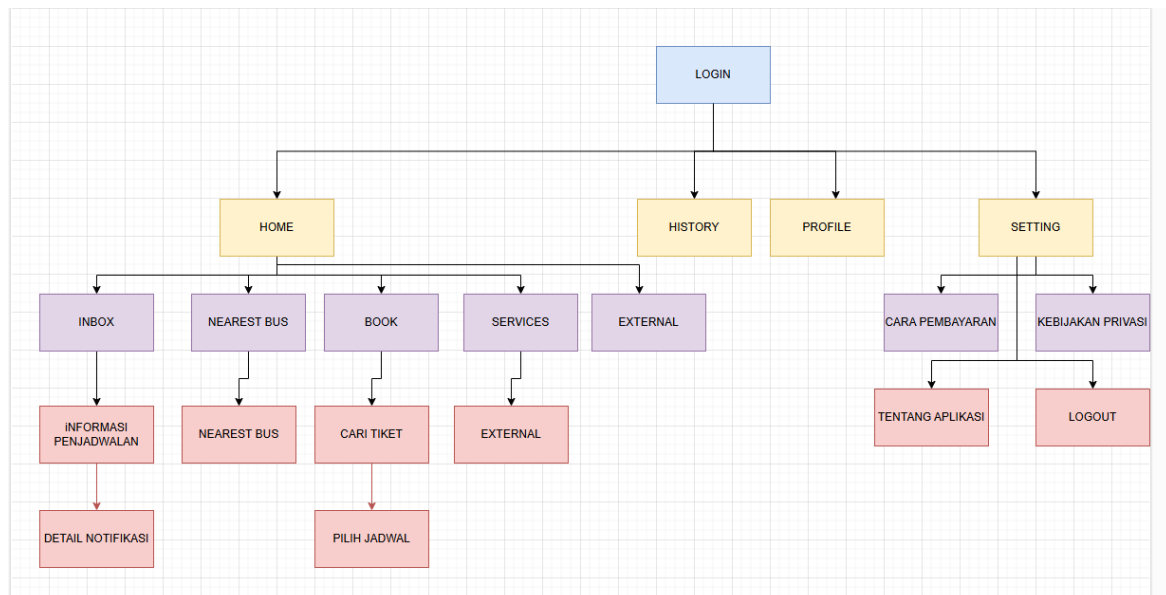 LOGIN
HOME
HISTORY
PROFILE
SETTING
INBOX
NEAREST BUS
BOOK
SERVICES
EXTERNAL
CARA PEMBAYARAN
KEBIJAKAN PRIVASI
TENTANG APLIKASI
LOGOUT
iNFORMASI
PENJADWALAN
NEAREST BUS
CARI TIKET
EXTERNAL
DETAIL NOTIFIKASI
PILIH JADWAL